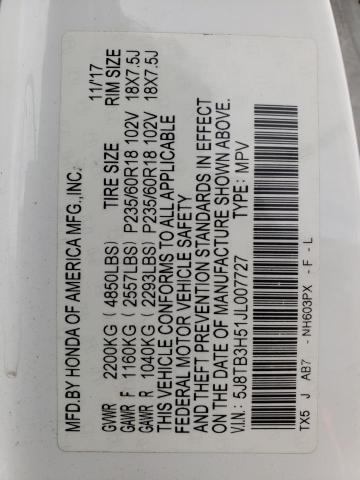 MFD.BY HONDA OF AMERICA MFG.,INC. 11/17
GVWR 2200KG ( 4850LBS) TIRE SIZE RIM SIZE
GAWR F 1160KG ( 2557LBS) P235/60R18 102V 18X7.5J
GAWR R 1040KG ( 2293LBS) P235/60R18 102V 18X7.5J
THIS VEHICLE CONFORMS TO ALL APPLICABLE
FEDERAL MOTOR VEHICLE SAFETY
AND THEFT PREVENTION STANDARDS IN EFFECT
ON THE DATE OF MANUFACTURE SHOWN ABOVE.
V.I.N.: 5J8TB3H51JL007727 TYPE: MPV
TX5 J AB7 - NH603PX - F - L